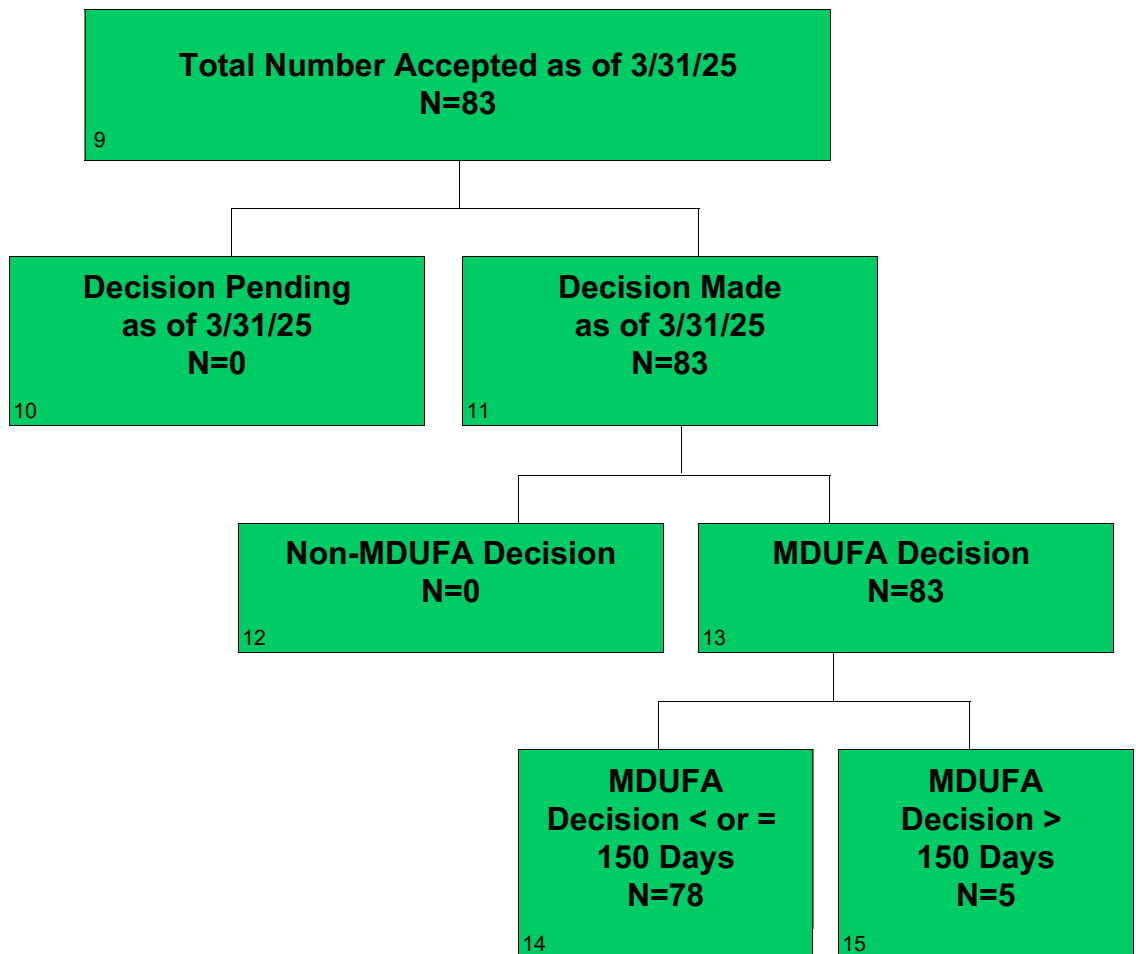 Total Number Accepted as of 3/31/25
N=83
9
Decision Pending
as of 3/31/25
N=0
10
Decision Made
as of 3/31/25
N=83
11
Non-MDUFA Decision
N=0
12
MDUFA Decision
N=83
13
MDUFA
Decision < or =
150 Days
N=78
14
MDUFA
Decision >
150 Days
N=5
15